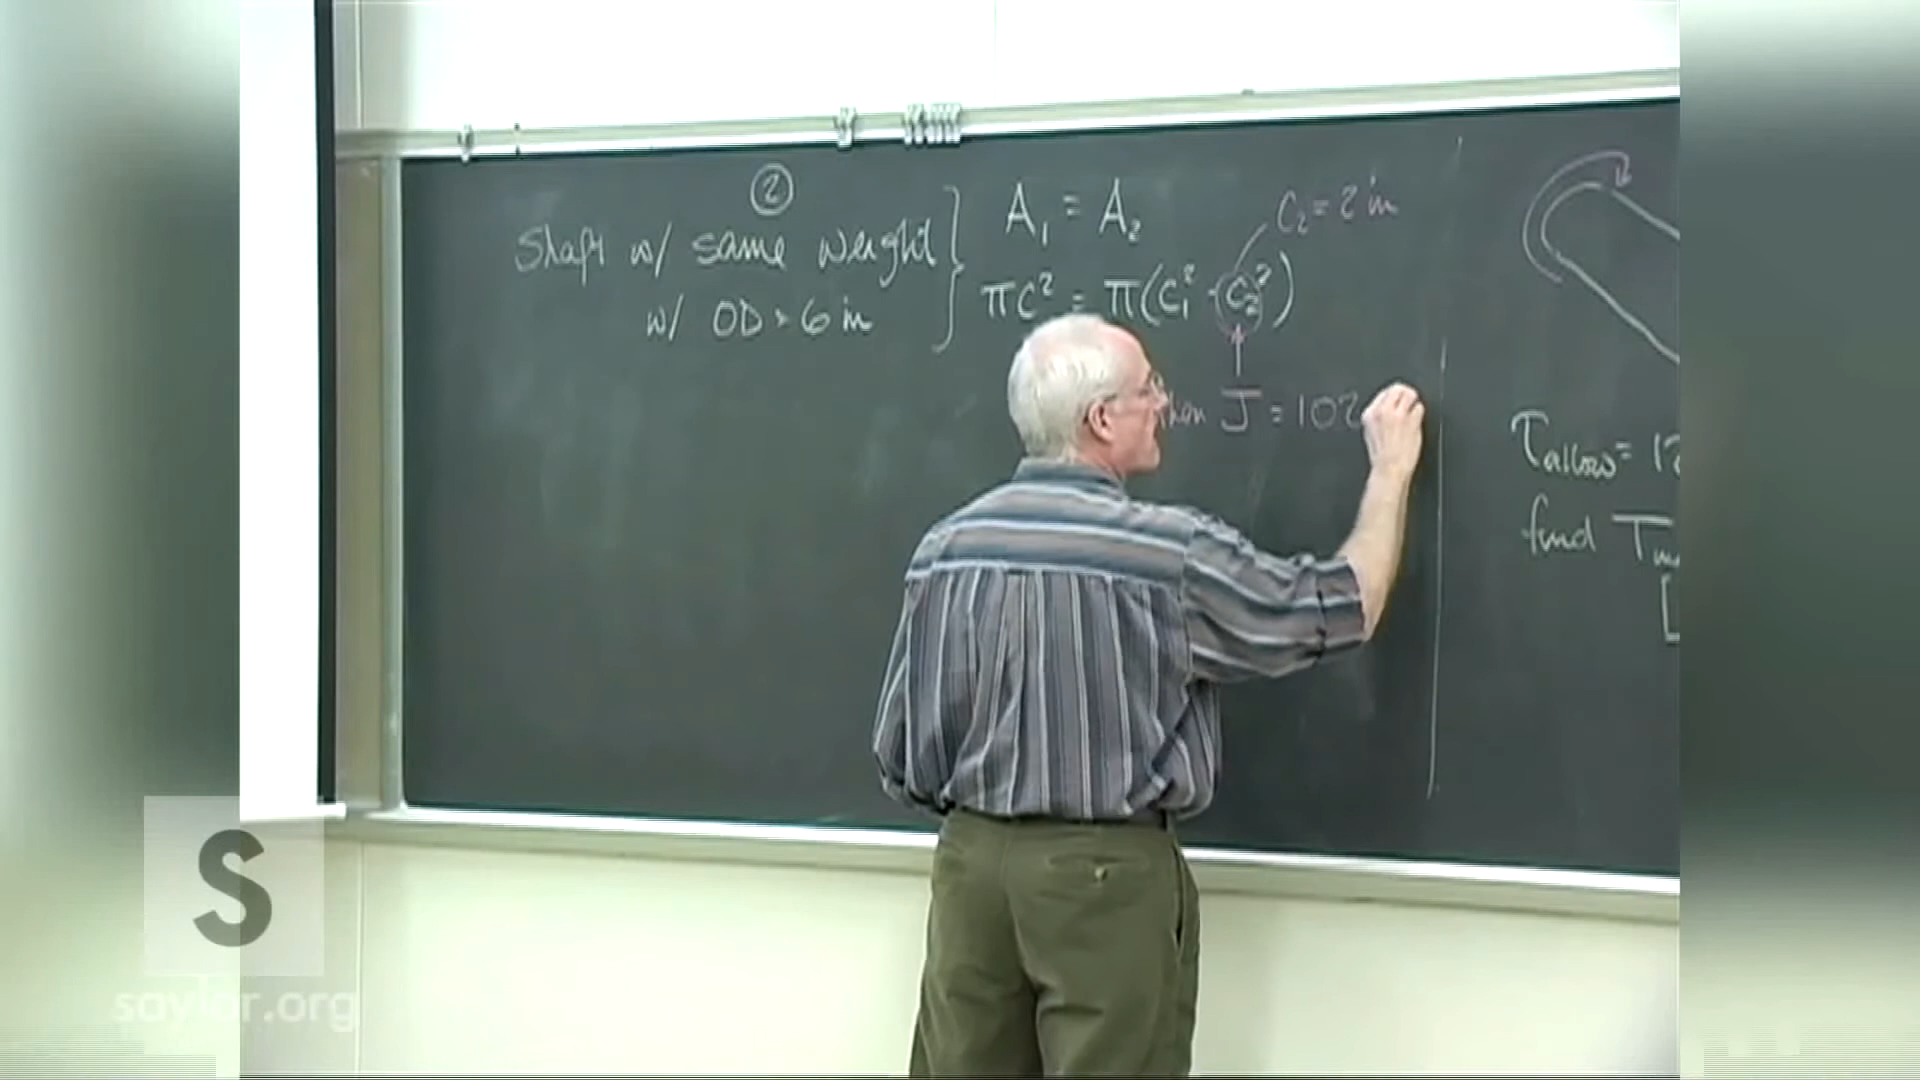 ②
Shaft w/ same weight
w/ OD = 6 in
A₁ = A₂
πC² = π(C₁² - C₂²)
C₂ = 2 in
then J = 102
τallow = 12
find T
S
saylor.org